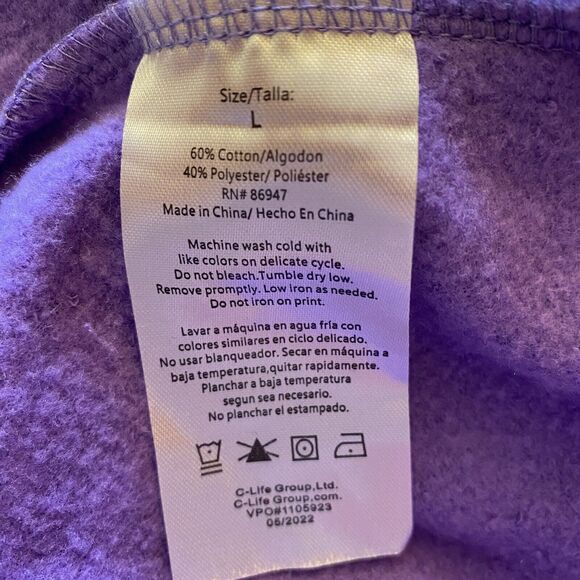 Size/Talla:
L
60% Cotton/Algodon
40% Polyester/ Poliéster
RN# 86947
Made in China/ Hecho En China
Machine wash cold with
like colors on delicate cycle.
Do not bleach.Tumble dry low.
Remove promptly. Low iron as needed.
Do not iron on print.
Lavar a máquina en agua fría con
colores similares en ciclo delicado.
No usar blanqueador. Secar en máquina a
baja temperatura,quitar rapidamente.
Planchar a baja temperatura
segun sea necesario.
No planchar el estampado.
C-Life Group,Ltd.
C-Life Group.com.
VPO#1105923
06/2022